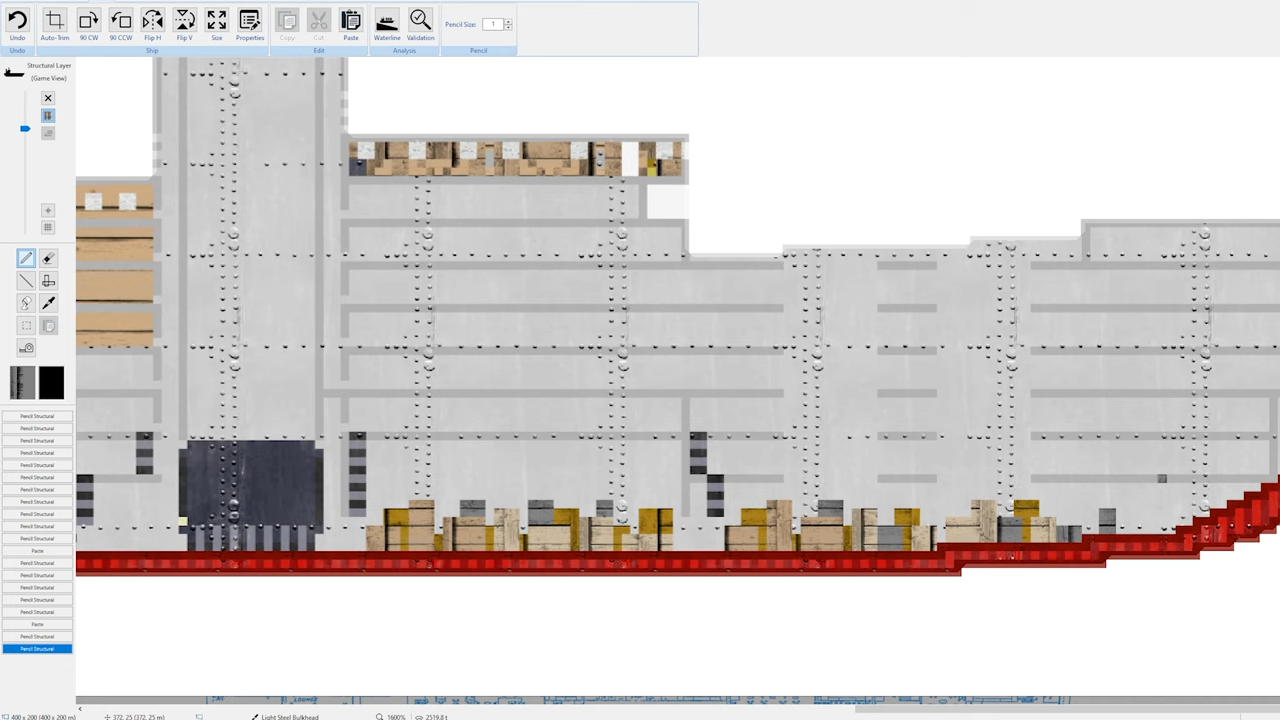 Undo
Auto-Trim
90 CW
90 CCW
Flip H
Flip V
Size
Properties
Copy
Cut
Paste
Waterline
Validation
Pencil Size: 1
Undo
Ship
Edit
Analysis
Pencil
Structural Layer
(Game View)
Pencil Structural
Pencil Structural
Pencil Structural
Pencil Structural
Pencil Structural
Pencil Structural
Pencil Structural
Pencil Structural
Pencil Structural
Pencil Structural
Pencil Structural
Paste
Pencil Structural
Pencil Structural
Pencil Structural
Pencil Structural
Pencil Structural
Paste
Pencil Structural
Pencil Structural
LOUNGE
400 x 200 (400 x 200 m)
372, 25 (372, 25 m)
Light Steel Bulkhead
1600%
2519.8 t